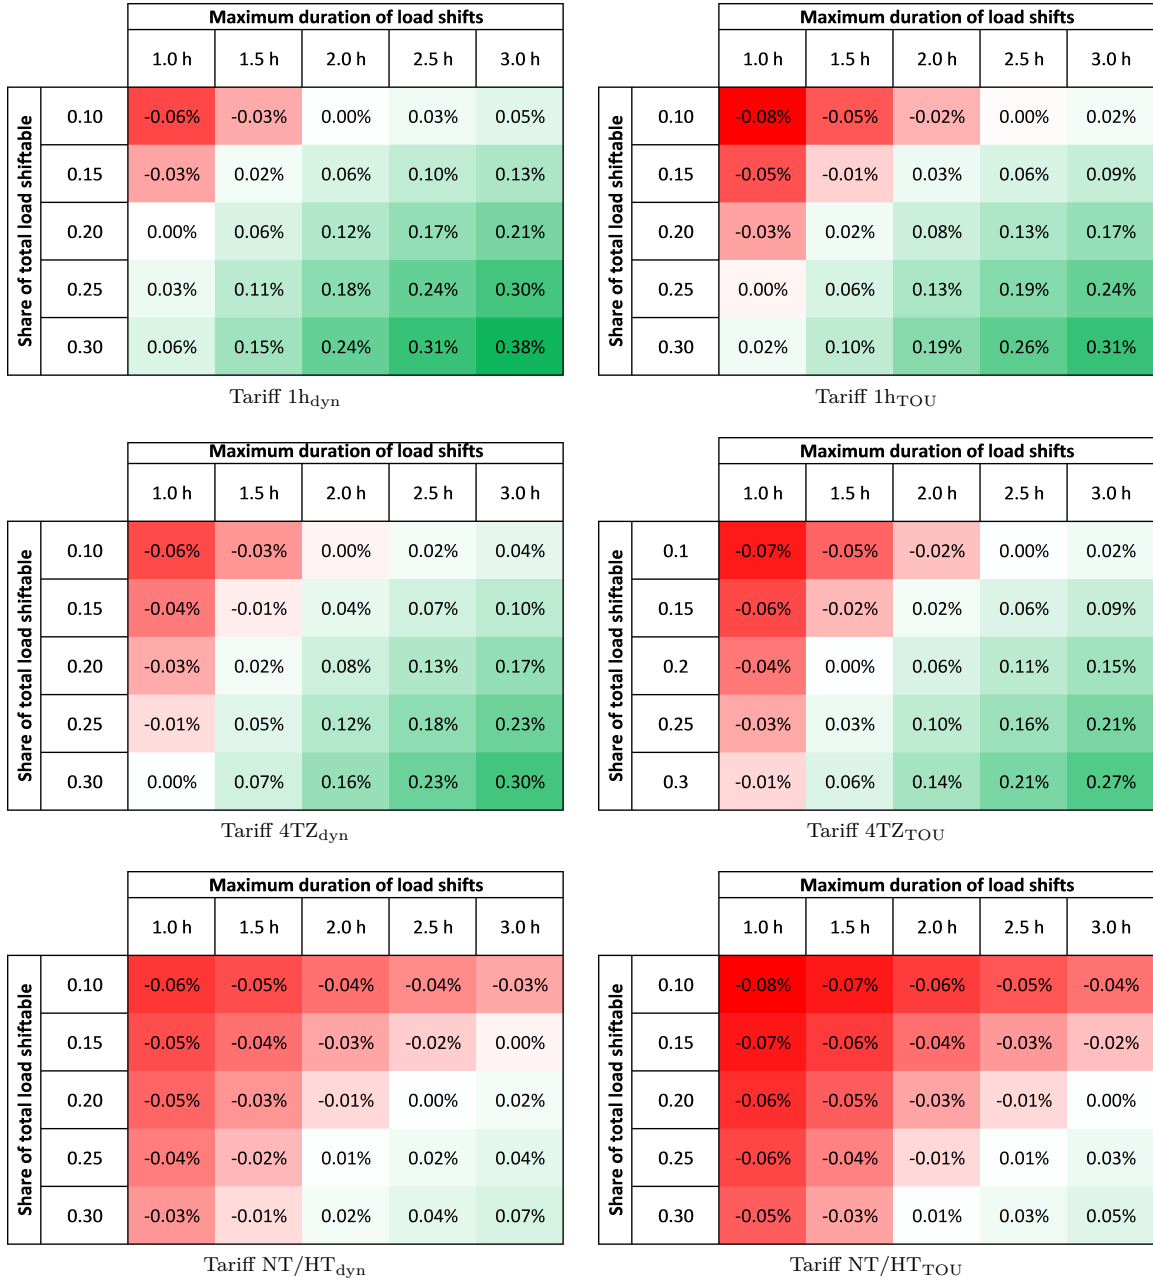 Maximum duration of load shifts
1.0 h 1.5 h 2.0 h 2.5 h 3.0 h
Share of total load shiftable
0.10 -0.06% -0.03% 0.00% 0.03% 0.05%
0.15 -0.03% 0.02% 0.06% 0.10% 0.13%
0.20 0.00% 0.06% 0.12% 0.17% 0.21%
0.25 0.03% 0.11% 0.18% 0.24% 0.30%
0.30 0.06% 0.15% 0.24% 0.31% 0.38%
Tariff 1h_dyn
Maximum duration of load shifts
1.0 h 1.5 h 2.0 h 2.5 h 3.0 h
Share of total load shiftable
0.10 -0.08% -0.05% -0.02% 0.00% 0.02%
0.15 -0.05% -0.01% 0.03% 0.06% 0.09%
0.20 -0.03% 0.02% 0.08% 0.13% 0.17%
0.25 0.00% 0.06% 0.13% 0.19% 0.24%
0.30 0.02% 0.10% 0.19% 0.26% 0.31%
Tariff 1h_TOU
Maximum duration of load shifts
1.0 h 1.5 h 2.0 h 2.5 h 3.0 h
Share of total load shiftable
0.10 -0.06% -0.03% 0.00% 0.02% 0.04%
0.15 -0.04% -0.01% 0.04% 0.07% 0.10%
0.20 -0.03% 0.02% 0.08% 0.13% 0.17%
0.25 -0.01% 0.05% 0.12% 0.18% 0.23%
0.30 0.00% 0.07% 0.16% 0.23% 0.30%
Tariff 4TZ_dyn
Maximum duration of load shifts
1.0 h 1.5 h 2.0 h 2.5 h 3.0 h
Share of total load shiftable
0.1 -0.07% -0.05% -0.02% 0.00% 0.02%
0.15 -0.06% -0.02% 0.02% 0.06% 0.09%
0.2 -0.04% 0.00% 0.06% 0.11% 0.15%
0.25 -0.03% 0.03% 0.10% 0.16% 0.21%
0.3 -0.01% 0.06% 0.14% 0.21% 0.27%
Tariff 4TZ_TOU
Maximum duration of load shifts
1.0 h 1.5 h 2.0 h 2.5 h 3.0 h
Share of total load shiftable
0.10 -0.06% -0.05% -0.04% -0.04% -0.03%
0.15 -0.05% -0.04% -0.03% -0.02% 0.00%
0.20 -0.05% -0.03% -0.01% 0.00% 0.02%
0.25 -0.04% -0.02% 0.01% 0.02% 0.04%
0.30 -0.03% -0.01% 0.02% 0.04% 0.07%
Tariff NT/HT_dyn
Maximum duration of load shifts
1.0 h 1.5 h 2.0 h 2.5 h 3.0 h
Share of total load shiftable
0.10 -0.08% -0.07% -0.06% -0.05% -0.04%
0.15 -0.07% -0.06% -0.04% -0.03% -0.02%
0.20 -0.06% -0.05% -0.03% -0.01% 0.00%
0.25 -0.06% -0.04% -0.01% 0.01% 0.03%
0.30 -0.05% -0.03% 0.01% 0.03% 0.05%
Tariff NT/HT_TOU